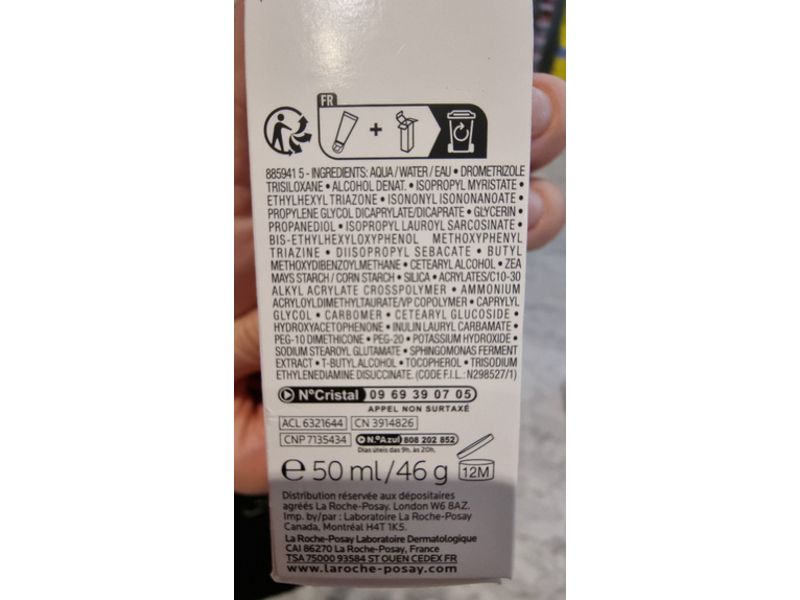 FR
885941 5 - INGREDIENTS: AQUA / WATER / EAU • DROMETRIZOLE
TRISILOXANE • ALCOHOL DENAT. • ISOPROPYL MYRISTATE •
ETHYLHEXYL TRIAZONE • ISONONYL ISONONANOATE •
PROPYLENE GLYCOL DICAPRYLATE/DICAPRATE • GLYCERIN •
PROPANEDIOL • ISOPROPYL LAUROYL SARCOSINATE •
BIS-ETHYLHEXYLOXYPHENOL METHOXYPHENYL
TRIAZINE • DIISOPROPYL SEBACATE • BUTYL
METHOXYDIBENZOYLMETHANE • CETEARYL ALCOHOL • ZEA
MAYS STARCH / CORN STARCH • SILICA • ACRYLATES/C10-30
ALKYL ACRYLATE CROSSPOLYMER • AMMONIUM
ACRYLOYLDIMETHYLTAURATE/VP COPOLYMER • CAPRYLYL
GLYCOL • CARBOMER • CETEARYL GLUCOSIDE •
HYDROXYACETOPHENONE • INULIN LAURYL CARBAMATE •
PEG-10 DIMETHICONE • PEG-20 • POTASSIUM HYDROXIDE •
SODIUM STEAROYL GLUTAMATE • SPHINGOMONAS FERMENT
EXTRACT • T-BUTYL ALCOHOL • TOCOPHEROL • TRISODIUM
ETHYLENEDIAMINE DISUCCINATE. (CODE F.I.L.: N298527/1)
N°Cristal 09 69 39 07 05
APPEL NON SURTAXÉ
ACL 6321644 CN 3914826
CNP 7135434 N.º Azul 808 202 852
Dias úteis das 9h. às 20h.
e 50 ml/46 g 12M
Distribution réservée aux dépositaires
agréés La Roche-Posay. London W6 8AZ.
Imp. by/par : Laboratoire La Roche-Posay
Canada, Montréal H4T 1K5.
La Roche-Posay Laboratoire Dermatologique
CAI 86270 La Roche-Posay, France
TSA 75000 93584 ST OUEN CEDEX FR
www.laroche-posay.com